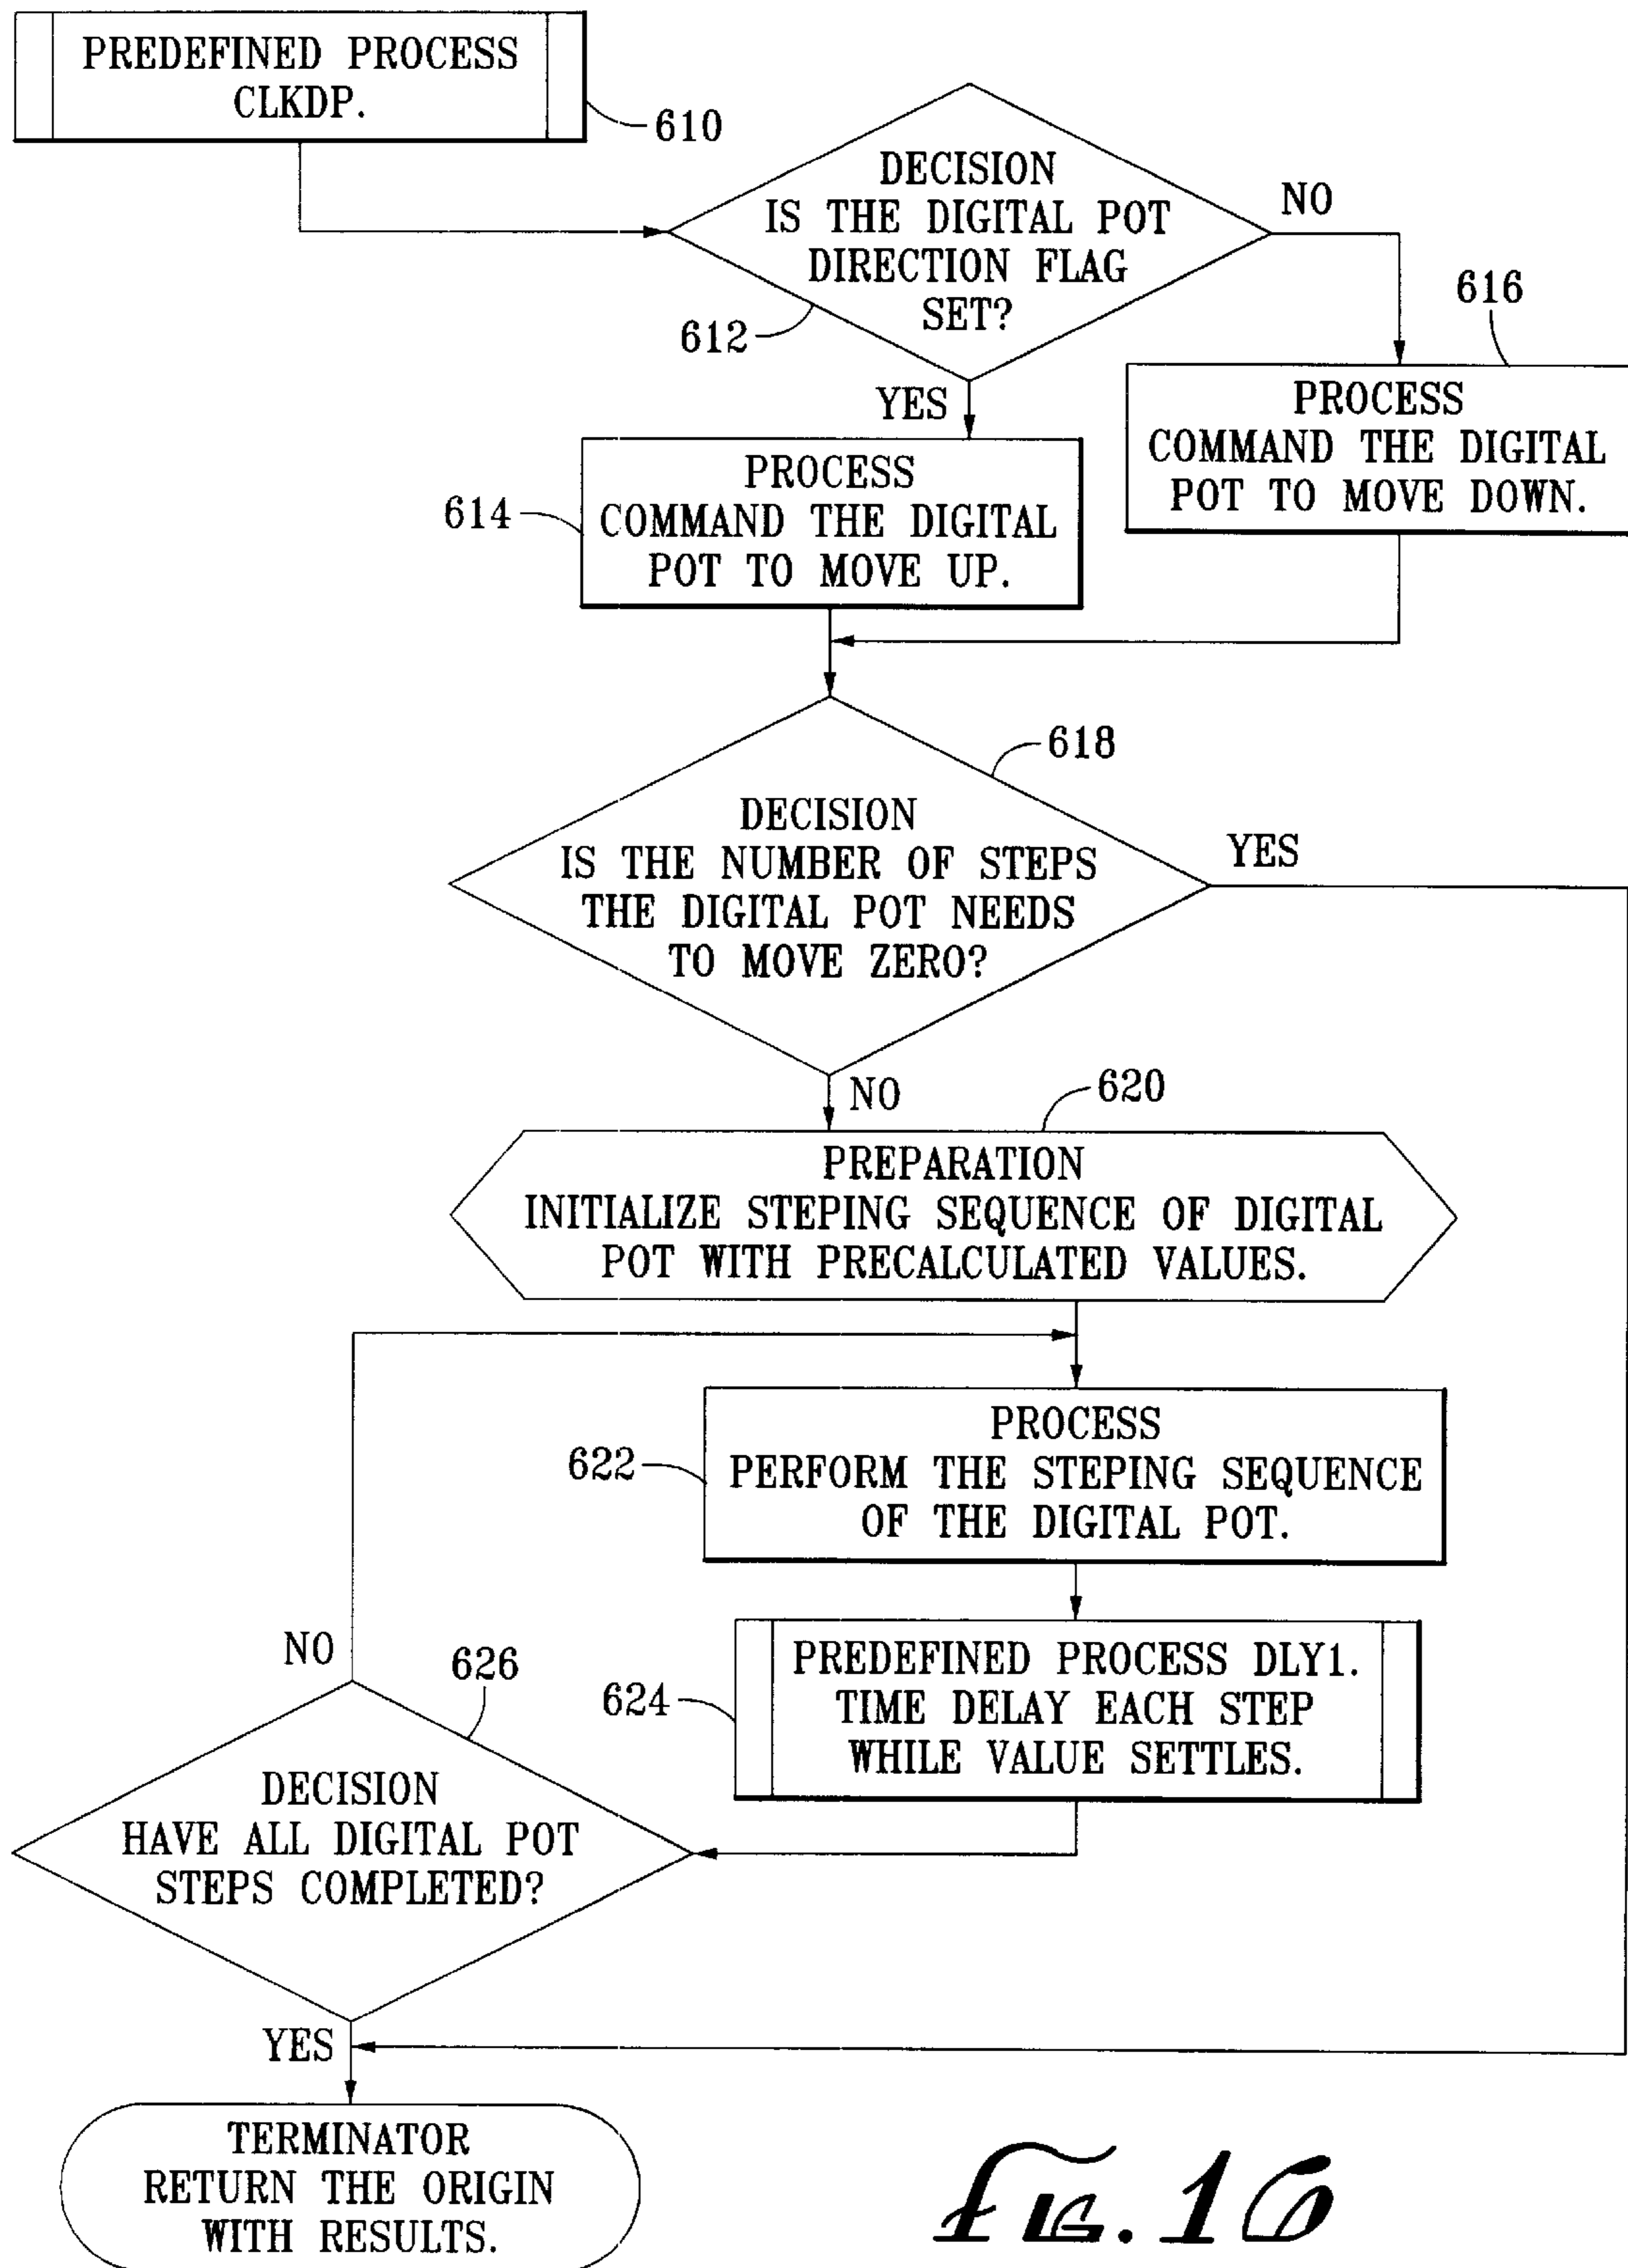 PREDEFINED PROCESS
CLKDP.
610
DECISION
IS THE DIGITAL POT
DIRECTION FLAG
SET?
612
NO
YES
616
PROCESS
COMMAND THE DIGITAL
POT TO MOVE DOWN.
614
PROCESS
COMMAND THE DIGITAL
POT TO MOVE UP.
618
DECISION
IS THE NUMBER OF STEPS
THE DIGITAL POT NEEDS
TO MOVE ZERO?
YES
NO
620
PREPARATION
INITIALIZE STEPING SEQUENCE OF DIGITAL
POT WITH PRECALCULATED VALUES.
622
PROCESS
PERFORM THE STEPING SEQUENCE
OF THE DIGITAL POT.
624
PREDEFINED PROCESS DLY1.
TIME DELAY EACH STEP
WHILE VALUE SETTLES.
NO
626
DECISION
HAVE ALL DIGITAL POT
STEPS COMPLETED?
YES
TERMINATOR
RETURN THE ORIGIN
WITH RESULTS.
FIG. 16